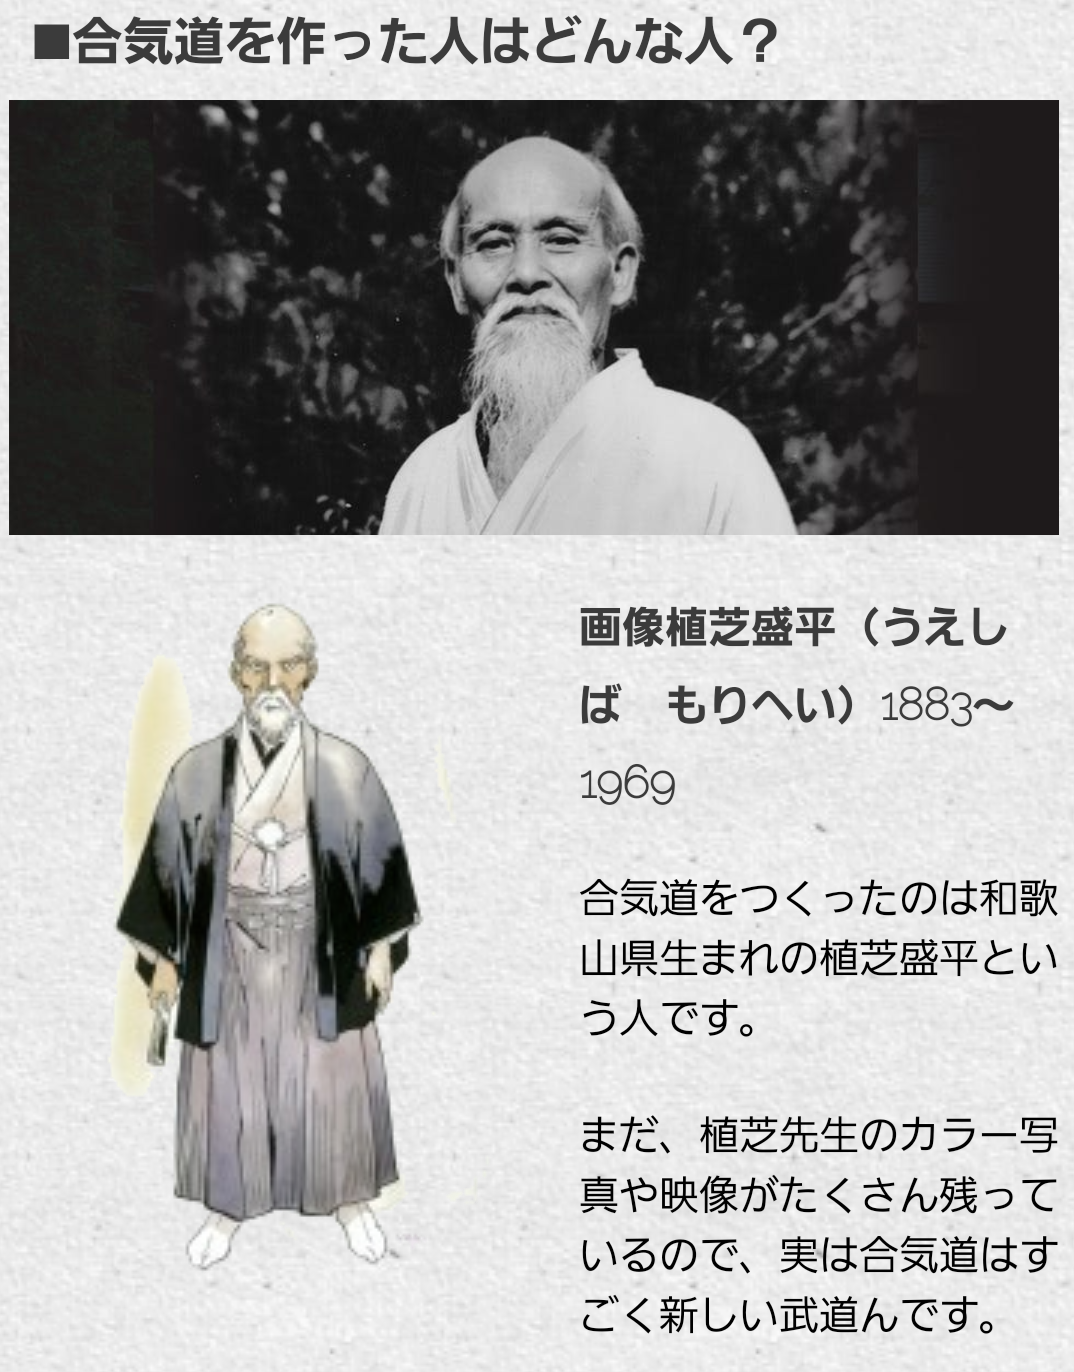 ■合気道を作った人はどんな人？
画像植芝盛平（うえし
ば　もりへい）1883〜
1969
合気道をつくったのは和歌
山県生まれの植芝盛平とい
う人です。
まだ、植芝先生のカラー写
真や映像がたくさん残って
いるので、実は合気道はす
ごく新しい武道んです。